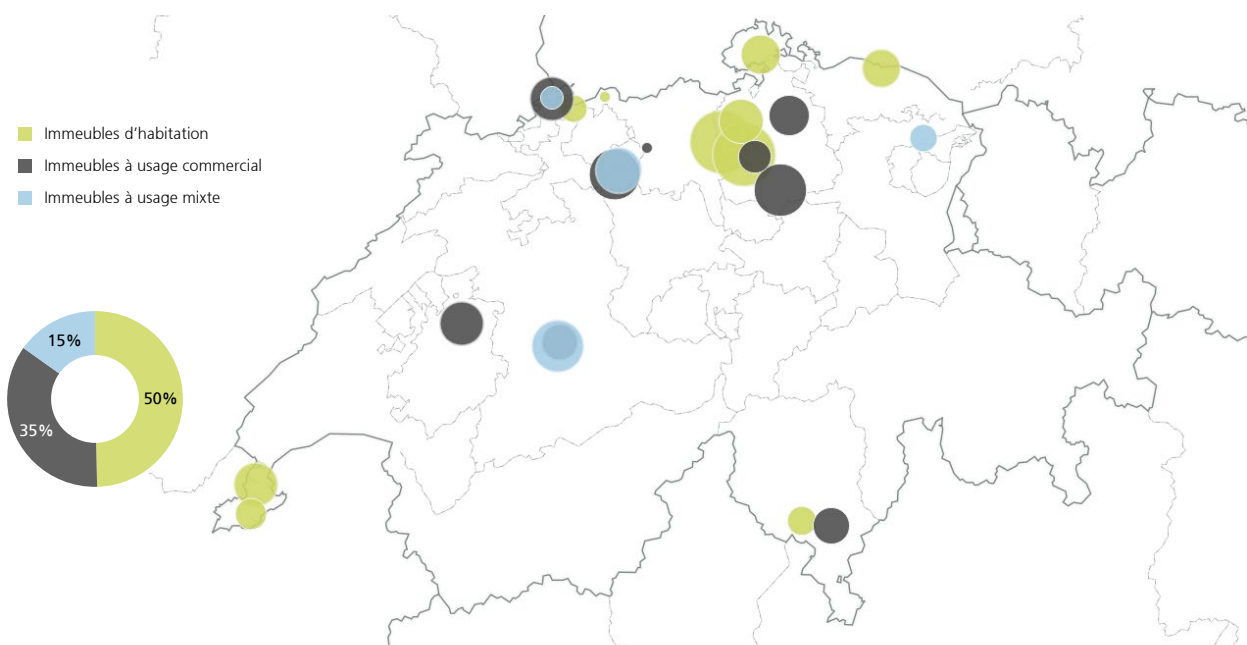 Immeubles d'habitation
Immeubles à usage commercial
Immeubles à usage mixte
15%
50%
35%